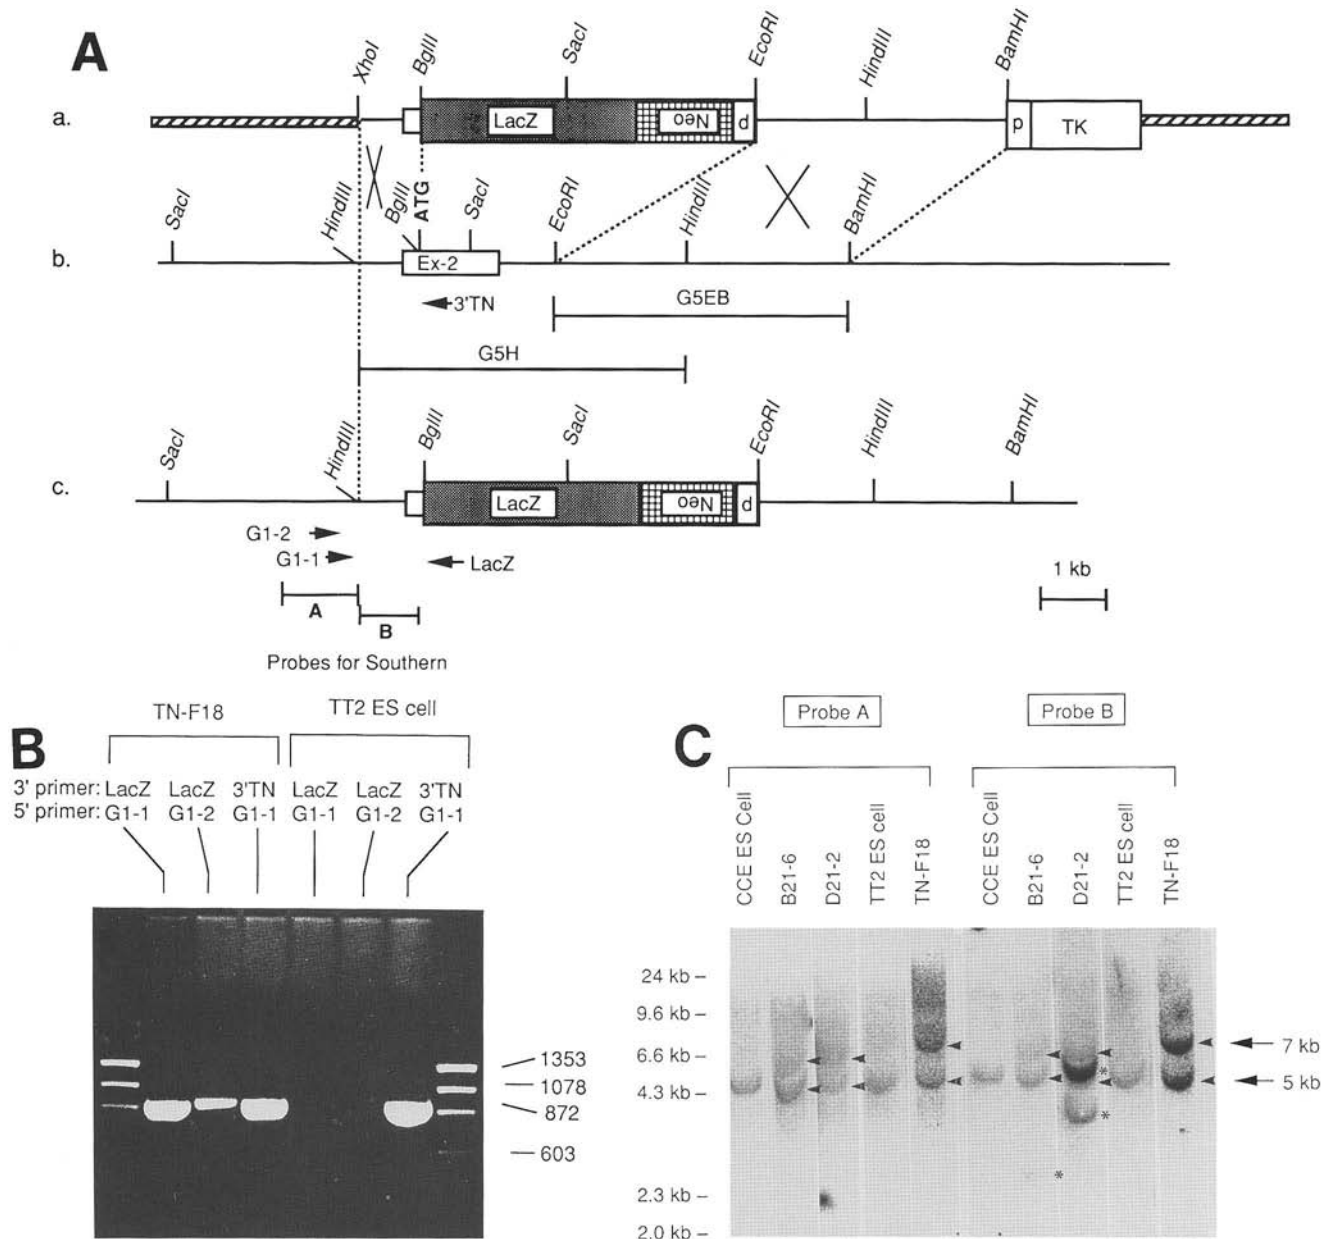 A
XhoI
BglII
SacI
EcoRI
HindIII
BamHI
a.
LacZ
Neo
p
p
TK
SacI
HindIII
BglII
ATG
SacI
EcoRI
HindIII
BamHI
b.
Ex-2
3'TN
G5EB
G5H
SacI
HindIII
BglII
SacI
EcoRI
HindIII
BamHI
c.
LacZ
Neo
p
G1-2
G1-1
LacZ
1 kb
A
B
Probes for Southern
B
TN-F18
TT2 ES cell
3' primer: LacZ LacZ 3'TN LacZ LacZ 3'TN
5' primer: G1-1 G1-2 G1-1 G1-1 G1-2 G1-1
1353
1078
872
603
C
Probe A
Probe B
CCE ES Cell
B21-6
D21-2
TT2 ES cell
TN-F18
CCE ES Cell
B21-6
D21-2
TT2 ES cell
TN-F18
24 kb –
9.6 kb –
6.6 kb –
4.3 kb –
2.3 kb –
2.0 kb –
7 kb
5 kb
*
*
*